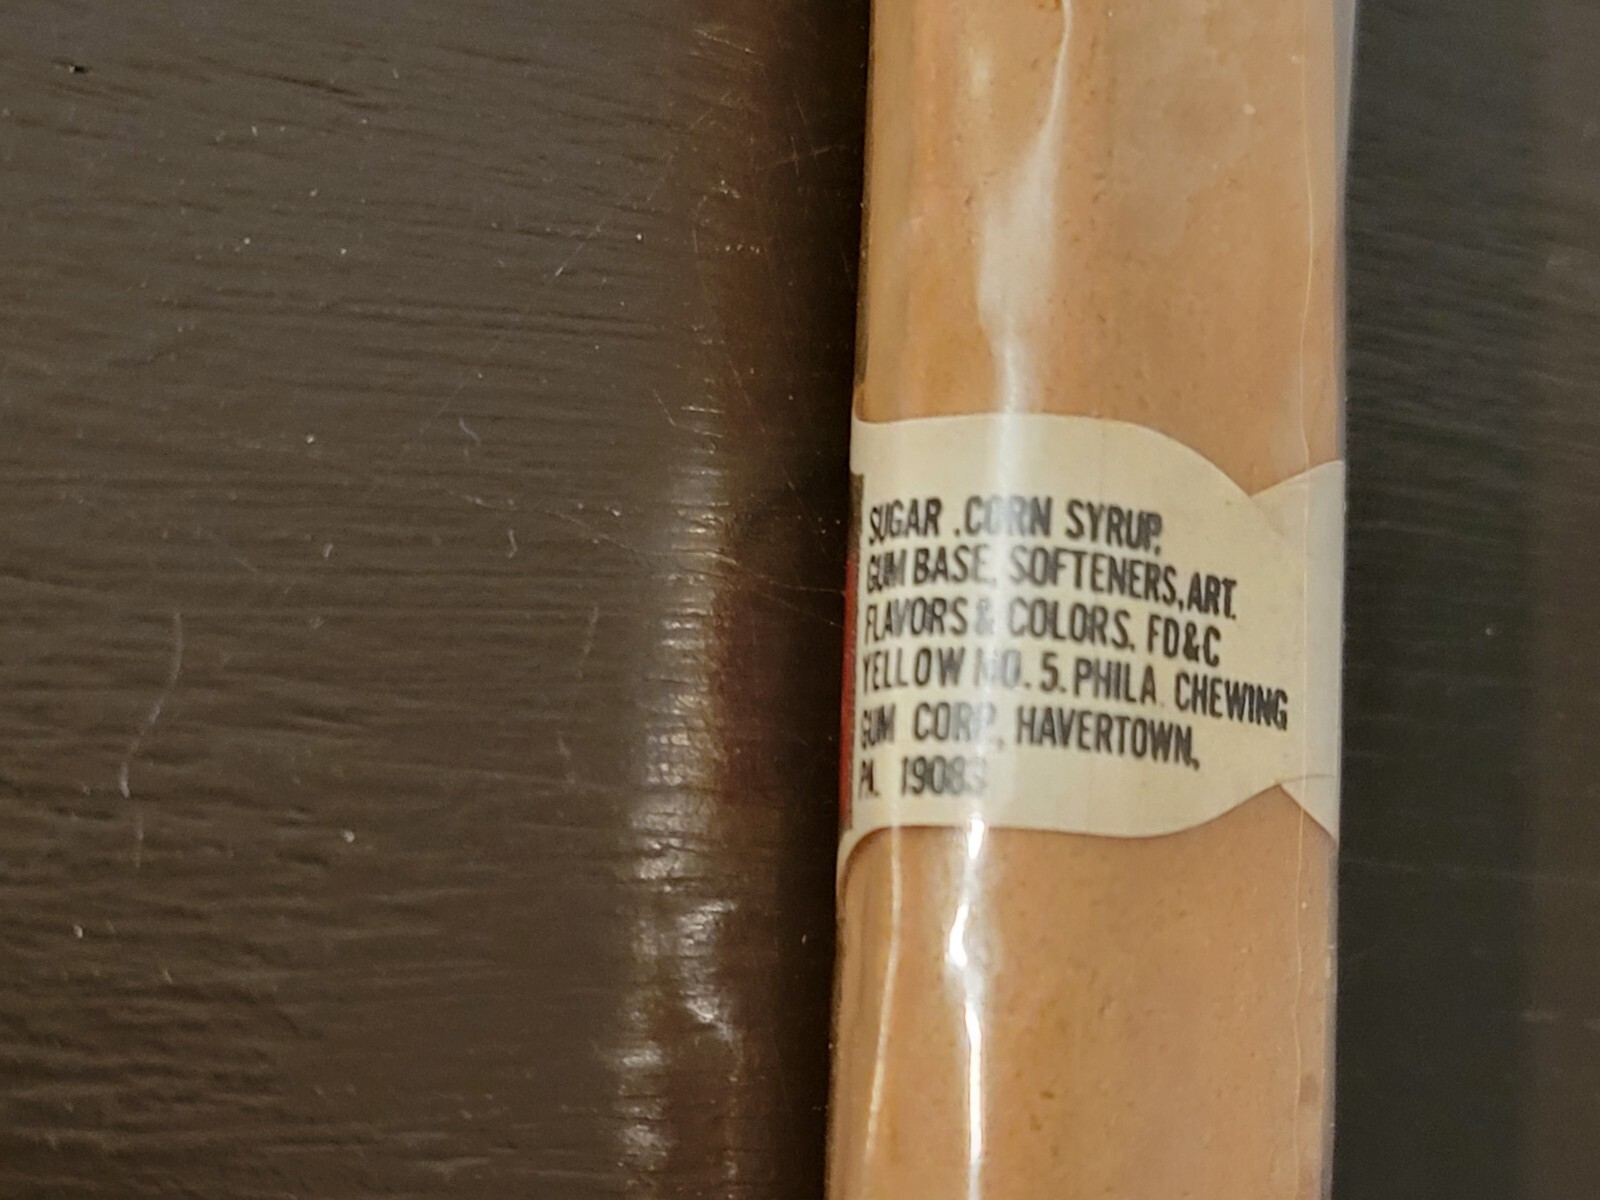 SUGAR .CORN SYRUP,
GUM BASE, SOFTENERS, ART.
FLAVORS & COLORS. FD&C
YELLOW NO. 5. PHILA. CHEWING
GUM CORP., HAVERTOWN,
PA. 19083